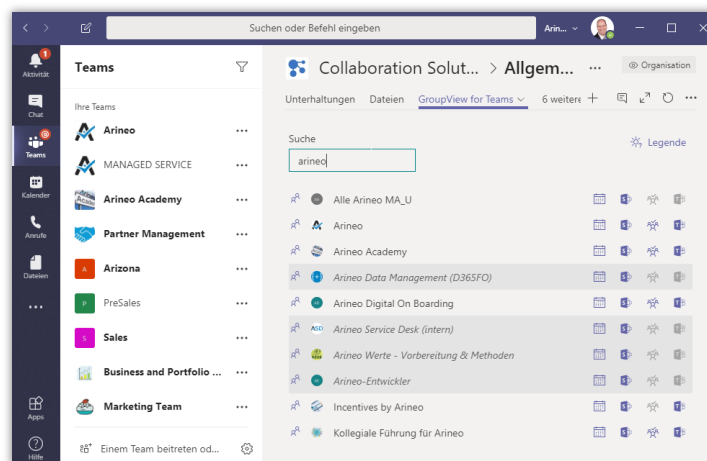 Suchen oder Befehl eingeben
Arin...
Aktivität
Chat
Teams
Kalender
Anrufe
Dateien
Apps
Hilfe
Teams
Ihre Teams
Arineo
MANAGED SERVICE
Arineo Academy
Partner Management
A Arizona
P PreSales
S Sales
Business and Portfolio ...
Marketing Team
Einem Team beitreten od...
Collaboration Solut... > Allgem... ...
Organisation
Unterhaltungen Dateien GroupView for Teams 6 weitere +
Suche
Legende
arineo
Alle Arineo MA_U
Arineo
Arineo Academy
Arineo Data Management (D365FO)
Arineo Digital On Boarding
ASD Arineo Service Desk (intern)
Arineo Werte - Vorbereitung & Methoden
Arineo-Entwickler
Incentives by Arineo
Kollegiale Führung für Arineo